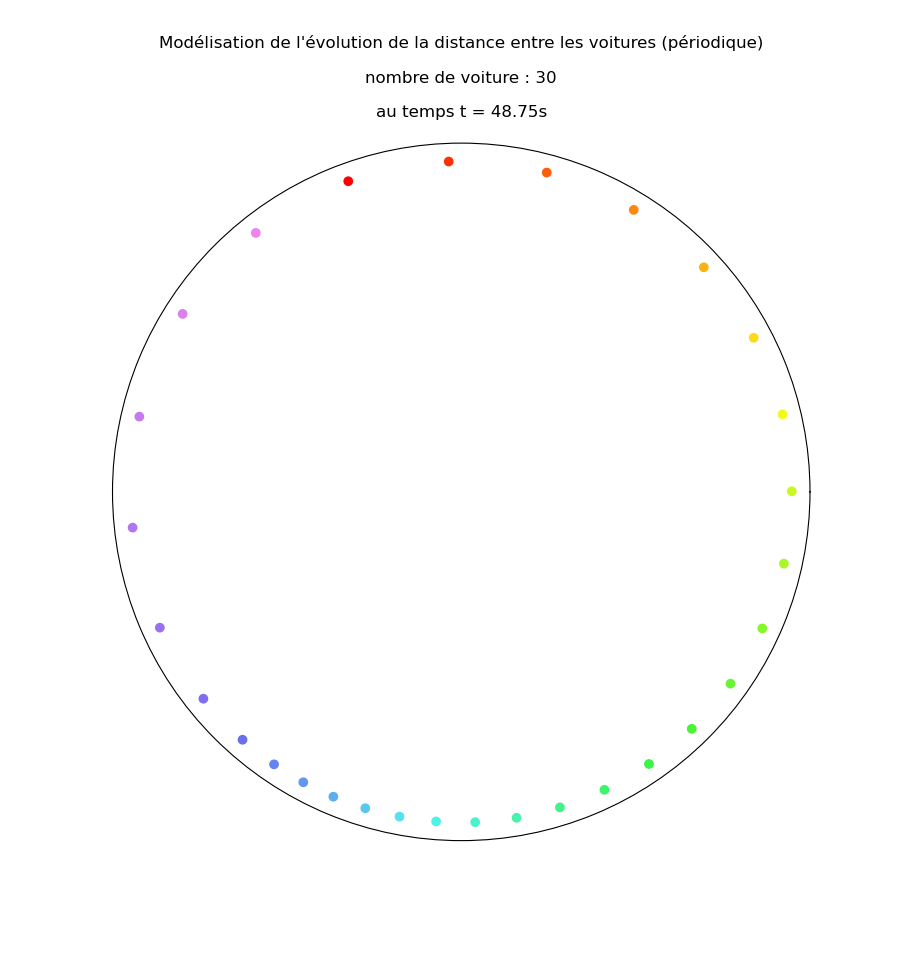 Modélisation de l'évolution de la distance entre les voitures (périodique)
nombre de voiture : 30
au temps t = 48.75s